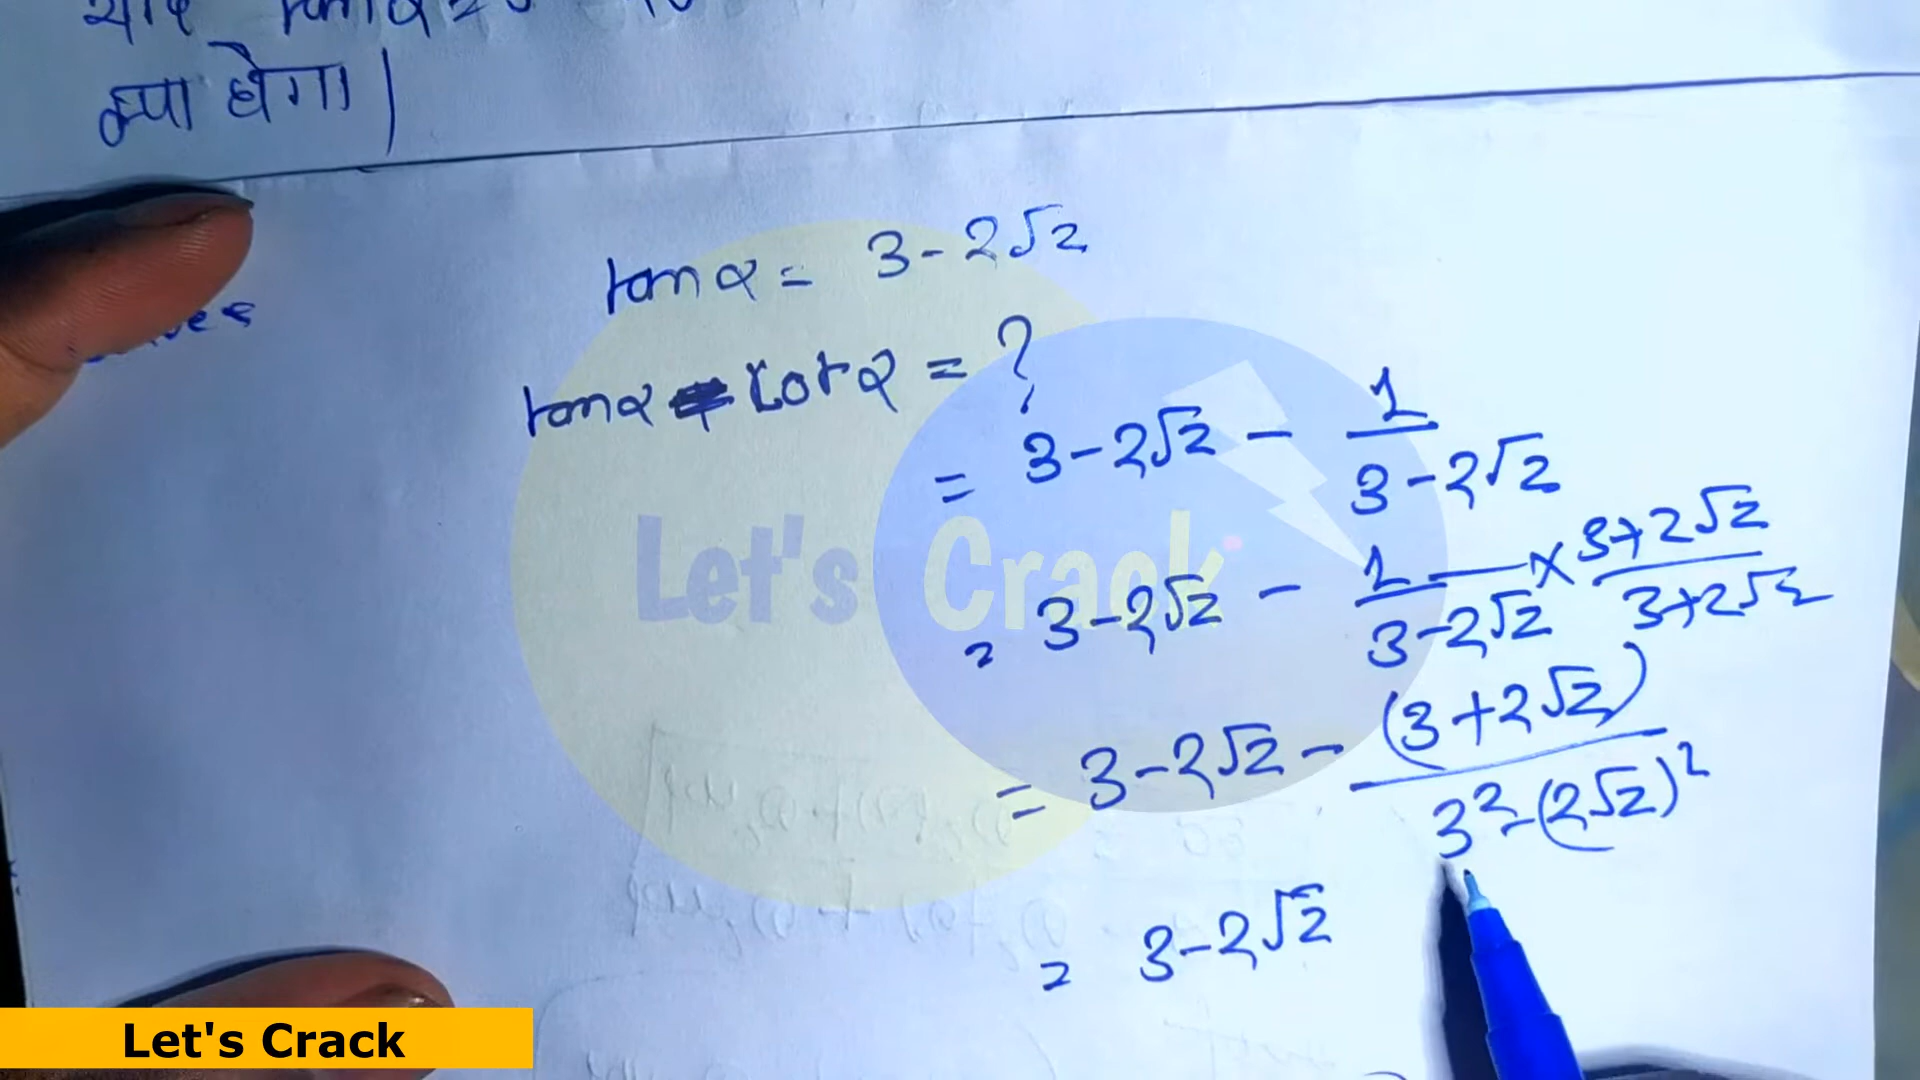 यदि tanα =
क्या होगा |
tanα = 3-2√2
tanα - cotα = ?
= 3-2√2 - 1/(3-2√2)
= 3-2√2 - 1/(3-2√2) × (3+2√2)/(3+2√2)
= 3-2√2 - (3+2√2)/(3²-(2√2)²)
= 3-2√2
Let's Crack
Let's Crack